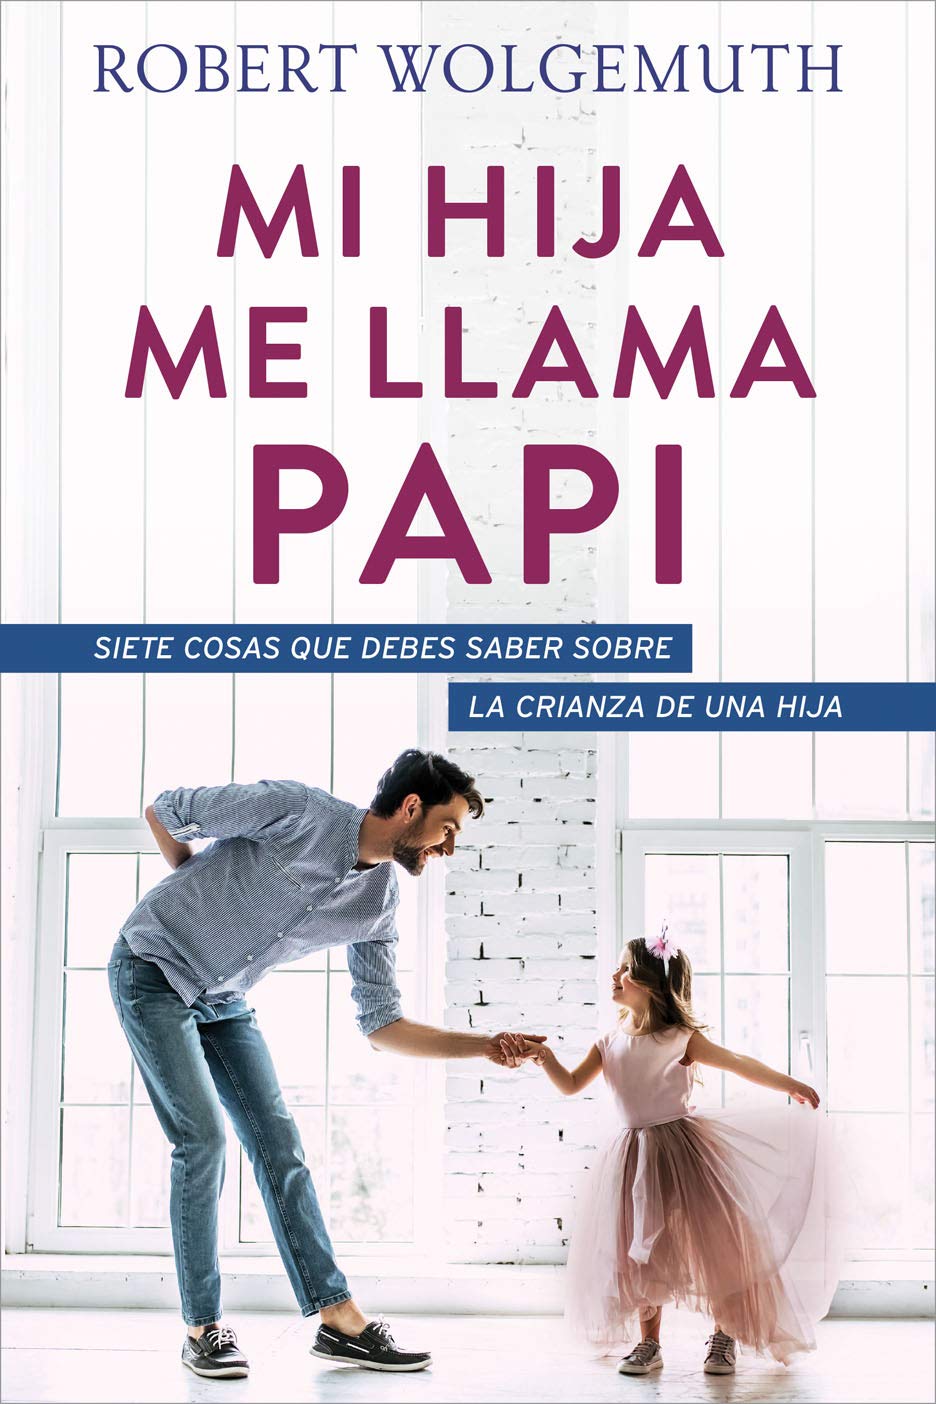 ROBERT WOLGEMUTH
MI HIJA
ME LLAMA
PAPI
SIETE COSAS QUE DEBES SABER SOBRE
LA CRIANZA DE UNA HIJA